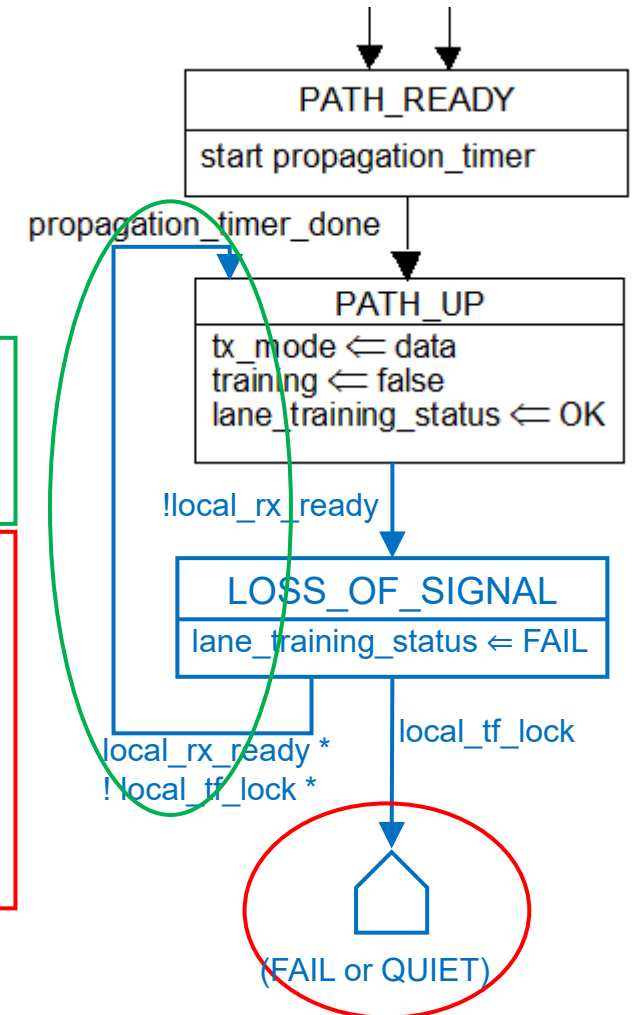 PATH_READY
start propagation_timer
propagation_timer_done
PATH_UP
tx_mode ⇐ data
training ⇐ false
lane_training_status ⇐ OK
!local_rx_ready
LOSS_OF_SIGNAL
lane_training_status ⇐ FAIL
local_tf_lock
local_rx_ready *
! local_tf_lock *
(FAIL or QUIET)